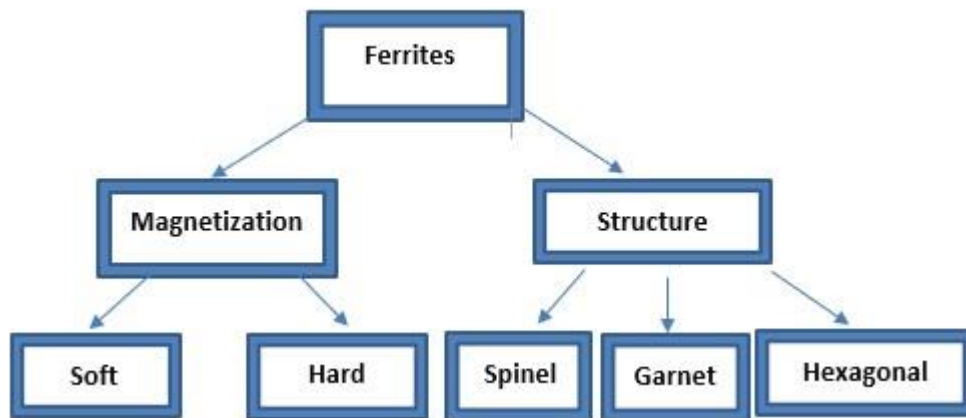 Ferrites
Magnetization
Structure
Soft
Hard
Spinel
Garnet
Hexagonal